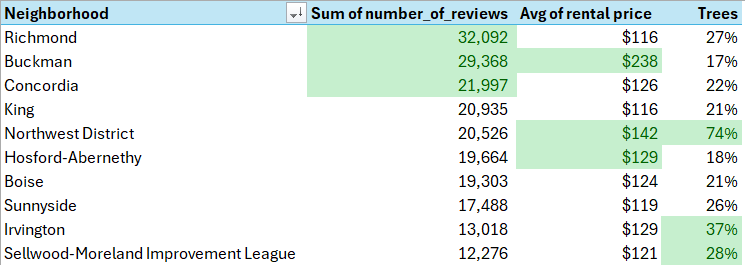 Neighborhood Sum of number_of_reviews Avg of rental price Trees
Richmond 32,092 $116 27%
Buckman 29,368 $238 17%
Concordia 21,997 $126 22%
King 20,935 $116 21%
Northwest District 20,526 $142 74%
Hosford-Abernethy 19,664 $129 18%
Boise 19,303 $124 21%
Sunnyside 17,488 $119 26%
Irvington 13,018 $129 37%
Sellwood-Moreland Improvement League 12,276 $121 28%